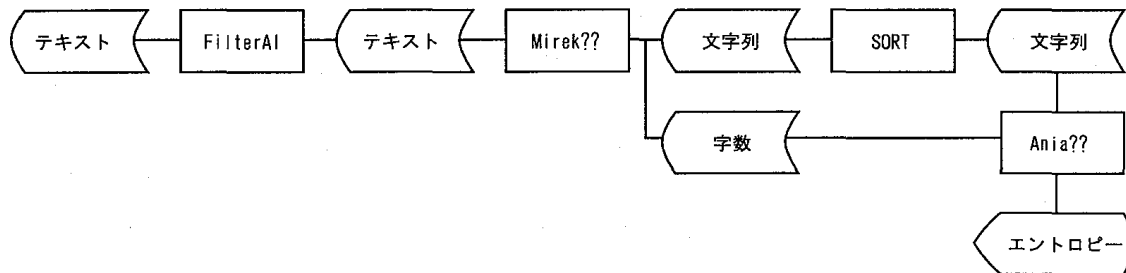 テキスト
FilterAl
テキスト
Mirek??
文字列
SORT
文字列
字数
Ania??
エントロピー